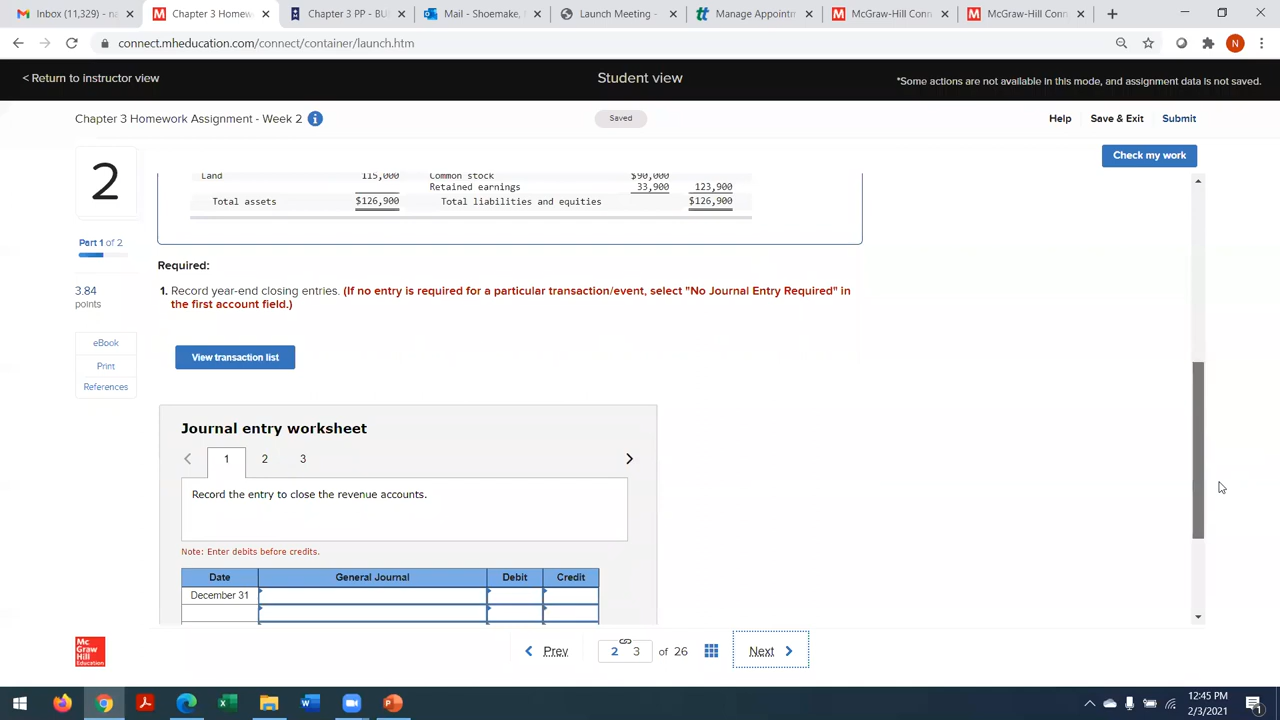 Inbox (11,329) - na
Chapter 3 Homew
Chapter 3 PP - BU
Mail - Shoemake,
Launch Meeting -
Manage Appointm
McGraw-Hill Conn
McGraw-Hill Conn
connect.mheducation.com/connect/container/launch.htm
N
< Return to instructor view
Student view
*Some actions are not available in this mode, and assignment data is not saved.
Chapter 3 Homework Assignment - Week 2
Saved
Help
Save & Exit
Submit
Check my work
2
Part 1 of 2
3.84
points
eBook
Print
References
Land 115,000 Common stock $90,000
Retained earnings 33,900 123,900
Total assets $126,900 Total liabilities and equities $126,900
Required:
1. Record year-end closing entries. (If no entry is required for a particular transaction/event, select "No Journal Entry Required" in
the first account field.)
View transaction list
Journal entry worksheet
< 1 2 3 >
Record the entry to close the revenue accounts.
Note: Enter debits before credits.
Date General Journal Debit Credit
December 31
Mc
Graw
Hill
Education
< Prev 2 3 of 26 Next >
12:45 PM
2/3/2021